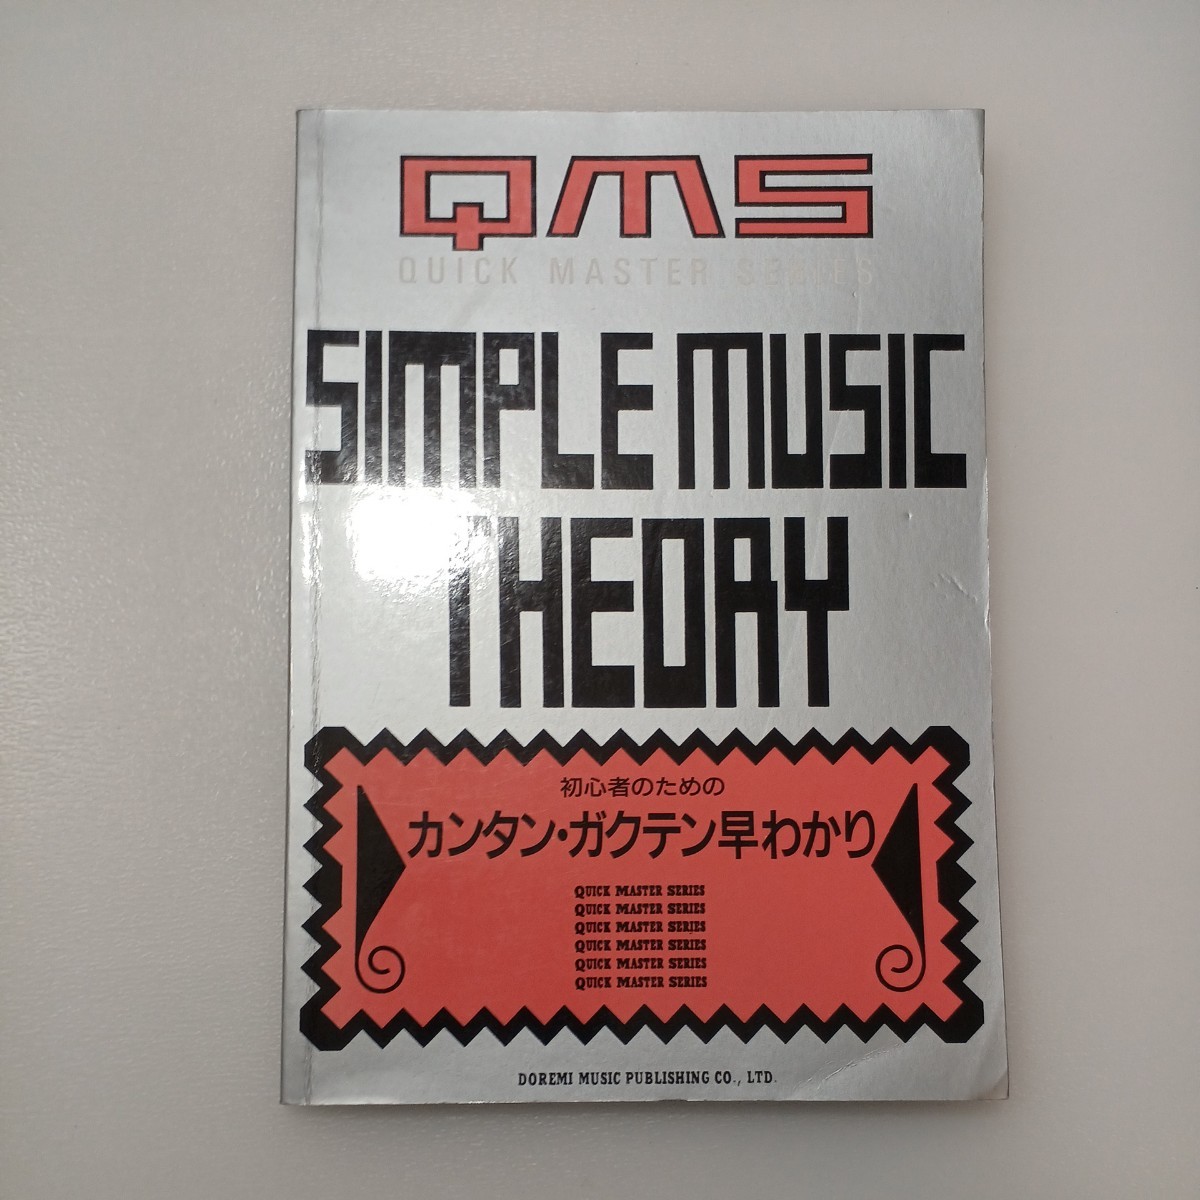 QMS
QUICK MASTER SERIES
SIMPLE MUSIC
THEORY
初心者のための
カンタン・ガクテン早わかり
QUICK MASTER SERIES
QUICK MASTER SERIES
QUICK MASTER SERIES
QUICK MASTER SERIES
QUICK MASTER SERIES
QUICK MASTER SERIES
DOREMI MUSIC PUBLISHING CO., LTD.